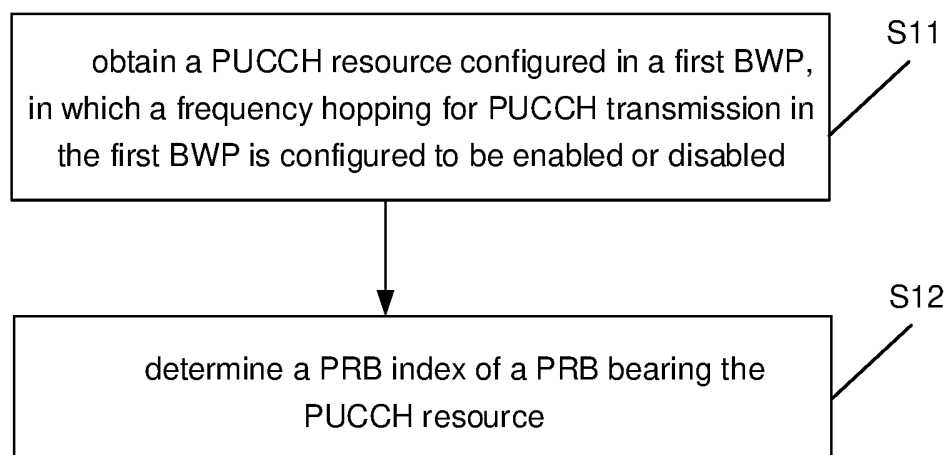 S11
obtain a PUCCH resource configured in a first BWP,
in which a frequency hopping for PUCCH transmission in
the first BWP is configured to be enabled or disabled
S12
determine a PRB index of a PRB bearing the
PUCCH resource